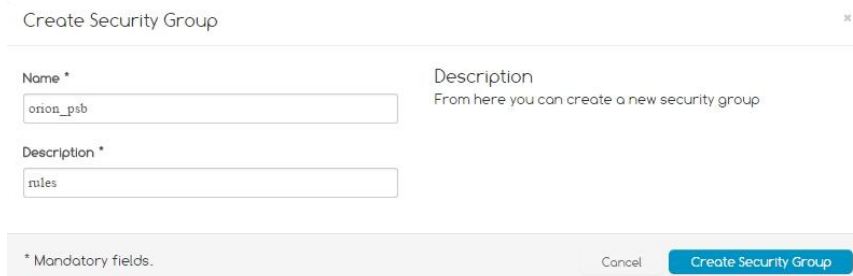 Create Security Group
×
Name *
Description
From here you can create a new security group
orion_psb
Description *
rules
* Mandatory fields.
Cancel
Create Security Group